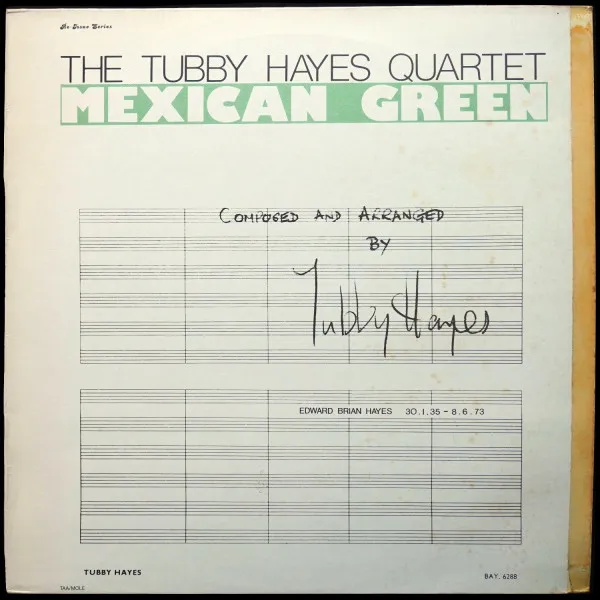 Re-Issue Series
THE TUBBY HAYES QUARTET
MEXICAN GREEN
COMPOSED AND ARRANGED
BY
Tubby Hayes
EDWARD BRIAN HAYES 30.1.35 - 8.6.73
TUBBY HAYES
BAY. 6288
TAA/MOLE